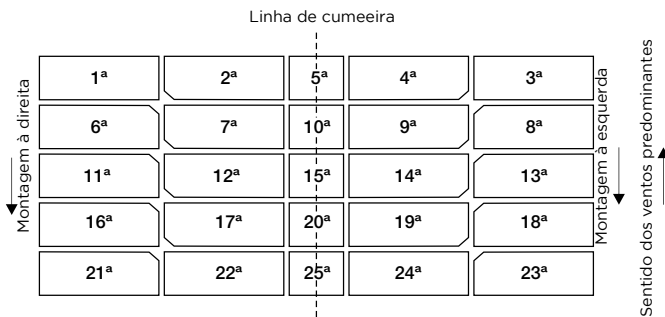 Linha de cumeeira
1ª 2ª 5ª 4ª 3ª
6ª 7ª 10ª 9ª 8ª
11ª 12ª 15ª 14ª 13ª
16ª 17ª 20ª 19ª 18ª
21ª 22ª 25ª 24ª 23ª
Montagem à direita
Montagem à esquerda
Sentido dos ventos predominantes